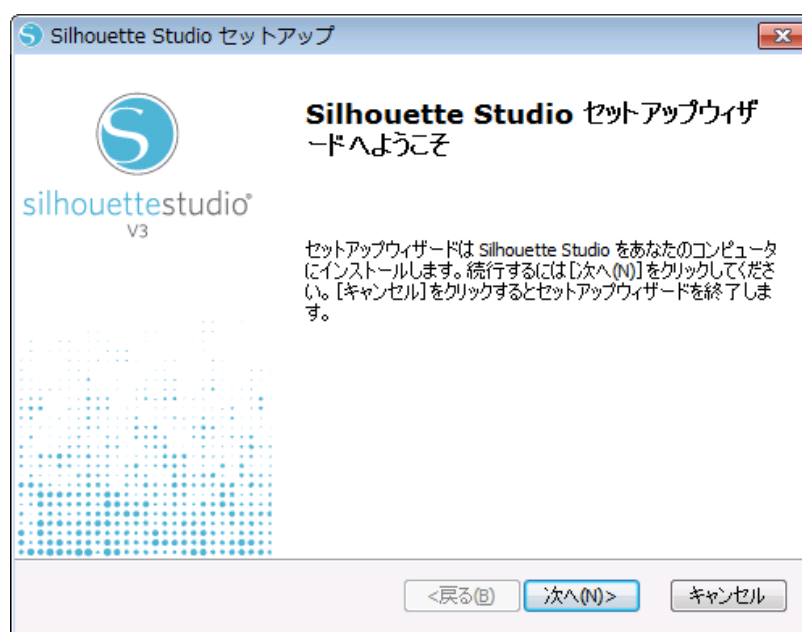 Silhouette Studio セットアップ
Silhouette Studio セットアップウィザ
ードへようこそ
silhouettestudio®
V3
セットアップウィザードは Silhouette Studio をあなたのコンピュータ
にインストールします。続行するには[次へ(N)]をクリックしてくださ
い。[キャンセル]をクリックするとセットアップウィザードを終了しま
す。
<戻る(B)
次へ(N)>
キャンセル